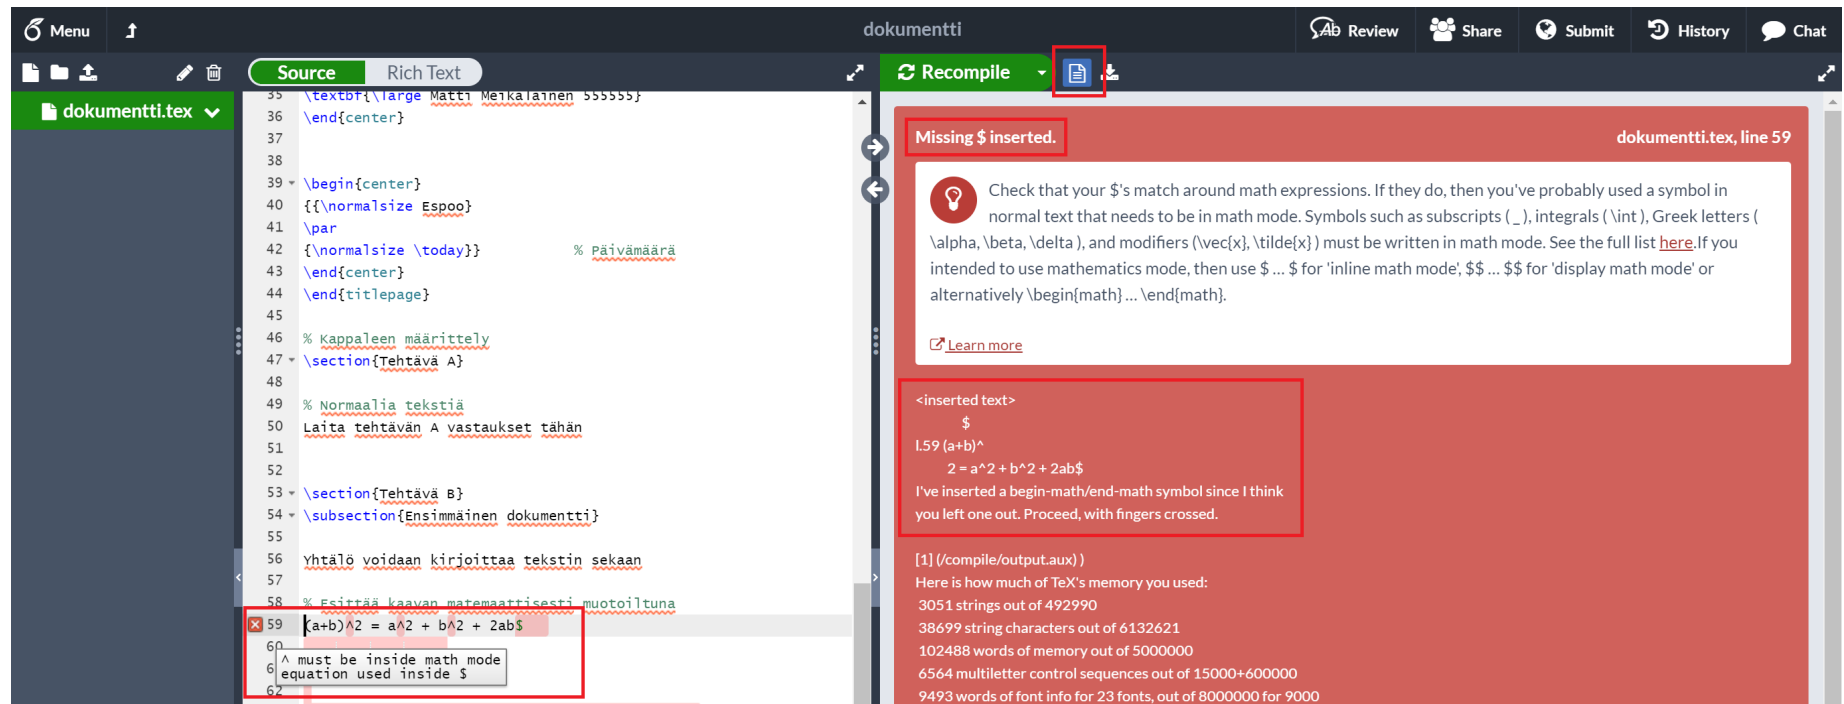 Menu
dokumentti
Review
Share
Submit
History
Chat
Source
Rich Text
Recompile
dokumentti.tex
35 \textbf{\large Matti Meikäläinen 555555}
36 \end{center}
37
38
39 \begin{center}
40 {{\normalsize Espoo}
41 \par
42 {\normalsize \today}} % Päivämäärä
43 \end{center}
44 \end{titlepage}
45
46 % Kappaleen määrittely
47 \section{Tehtävä A}
48
49 % Normaalia tekstiä
50 Laita tehtävän A vastaukset tähän
51
52
53 \section{Tehtävä B}
54 \subsection{Ensimmäinen dokumentti}
55
56 Yhtälö voidaan kirjoittaa tekstin sekaan
57
58 % Esittää kaavan matemaattisesti muotoiltuna
59 (a+b)^2 = a^2 + b^2 + 2ab$
60
^ must be inside math mode
6
equation used inside $
62
Missing $ inserted.
dokumentti.tex, line 59
Check that your $'s match around math expressions. If they do, then you've probably used a symbol in
normal text that needs to be in math mode. Symbols such as subscripts ( _ ), integrals ( \int ), Greek letters (
\alpha, \beta, \delta ), and modifiers (\vec{x}, \tilde{x} ) must be written in math mode. See the full list here.If you
intended to use mathematics mode, then use $ ... $ for 'inline math mode', $$ ... $$ for 'display math mode' or
alternatively \begin{math} ... \end{math}.
Learn more
<inserted text>
$
l.59 (a+b)^
2 = a^2 + b^2 + 2ab$
I've inserted a begin-math/end-math symbol since I think
you left one out. Proceed, with fingers crossed.
[1] (/compile/output.aux) )
Here is how much of TeX's memory you used:
3051 strings out of 492990
38699 string characters out of 6132621
102488 words of memory out of 5000000
6564 multiletter control sequences out of 15000+600000
9493 words of font info for 23 fonts, out of 8000000 for 9000